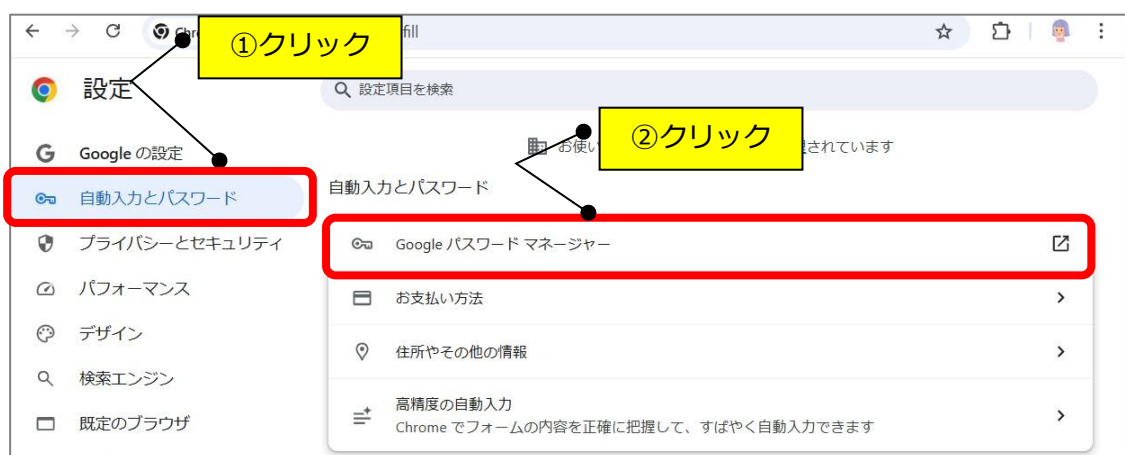 ①クリック
fill
設定
設定項目を検索
②クリック
お使い
されています
Google の設定
自動入力とパスワード
自動入力とパスワード
Google パスワード マネージャー
プライバシーとセキュリティ
パフォーマンス
お支払い方法
デザイン
住所やその他の情報
検索エンジン
高精度の自動入力
Chrome でフォームの内容を正確に把握して、すばやく自動入力できます
既定のブラウザ